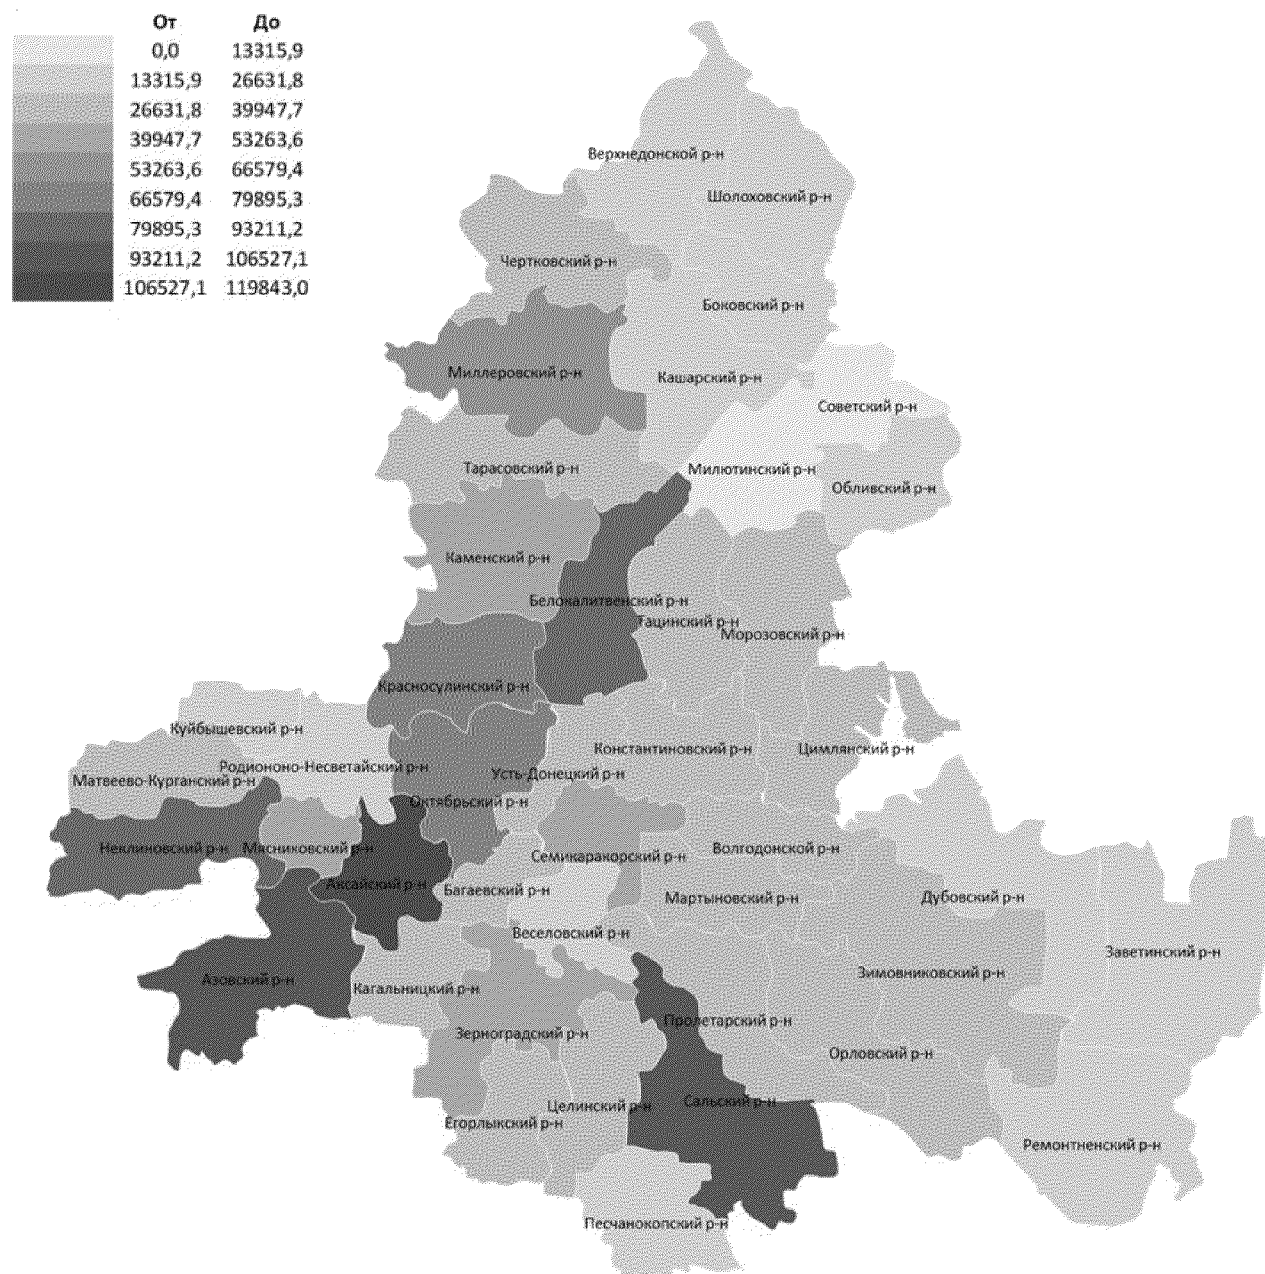 От До
0,0 13315,9
13315,9 26631,8
26631,8 39947,7
39947,7 53263,6
53263,6 66579,4
66579,4 79895,3
79895,3 93211,2
93211,2 106527,1
106527,1 119843,0
Верхнедонской р-н
Шолоховский р-н
Чертковский р-н
Боковский р-н
Миллеровский р-н
Кашарский р-н
Советский р-н
Тарасовский р-н
Милютинский р-н
Обливский р-н
Каменский р-н
Белокалитвенский р-н
Тацинский р-н
Морозовский р-н
Красносулинский р-н
Куйбышевский р-н
Константиновский р-н
Цимлянский р-н
Родионо-Несветайский р-н
Усть-Донецкий р-н
Матвеево-Курганский р-н
Октябрьский р-н
Неклиновский р-н
Мясниковский р-н
Волгодонской р-н
Семикаракорский р-н
Аксайский р-н
Багаевский р-н
Мартыновский р-н
Дубовский р-н
Веселовский р-н
Заветинский р-н
Зимовниковский р-н
Азовский р-н
Кагальницкий р-н
Пролетарский р-н
Зерноградский р-н
Орловский р-н
Сальский р-н
Целинский р-н
Егорлыкский р-н
Ремонтненский р-н
Песчанокопский р-н